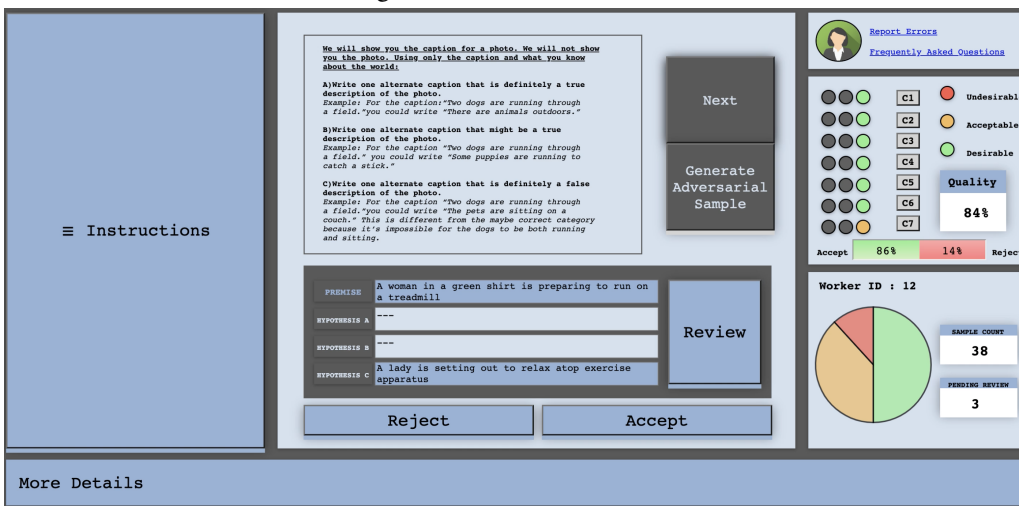 ≡ Instructions
We will show you the caption for a photo. We will not show
you the photo. Using only the caption and what you know
about the world:
A)Write one alternate caption that is definitely a true
description of the photo.
Example: For the caption:"Two dogs are running through
a field."you could write "There are animals outdoors."
B)Write one alternate caption that might be a true
description of the photo.
Example: For the caption "Two dogs are running through
a field." you could write "Some puppies are running to
catch a stick."
C)Write one alternate caption that is definitely a false
description of the photo.
Example: For the caption "Two dogs are running through
a field."you could write "The pets are sitting on a
couch." This is different from the maybe correct category
because it's impossible for the dogs to be both running
and sitting.
Next
Generate
Adversarial
Sample
PREMISE
A woman in a green shirt is preparing to run on
a treadmill
HYPOTHESIS A
---
HYPOTHESIS B
---
HYPOTHESIS C
A lady is setting out to relax atop exercise
apparatus
Review
Reject
Accept
Report Errors
Frequently Asked Questions
C1
C2
C3
C4
C5
C6
C7
Undesirabl
Acceptable
Desirable
Quality
84%
Accept
86%
14%
Reject
Worker ID : 12
SAMPLE COUNT
38
PENDING REVIEW
3
More Details